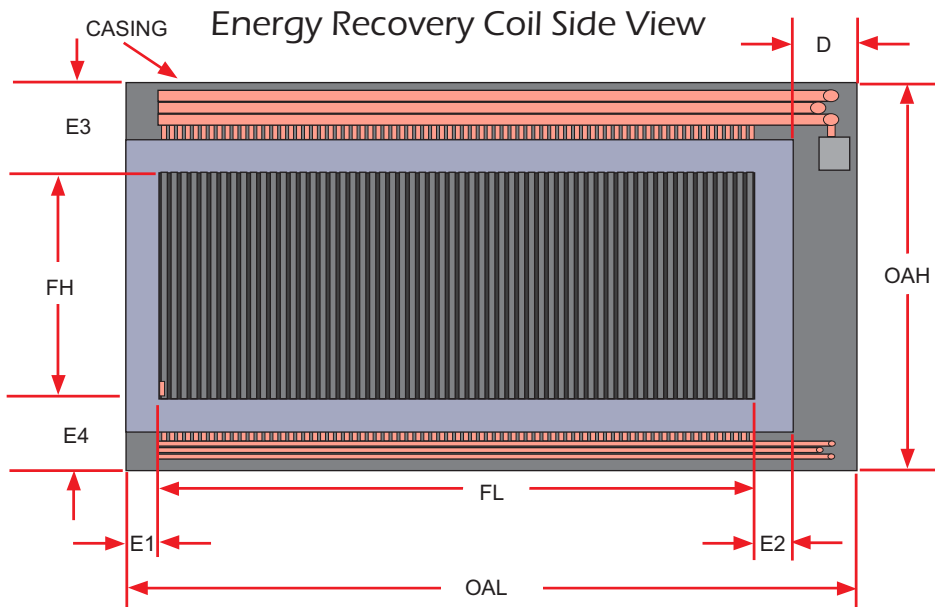 Energy Recovery Coil Side View
CASING
D
E3
FH
OAH
E4
FL
E1
E2
OAL